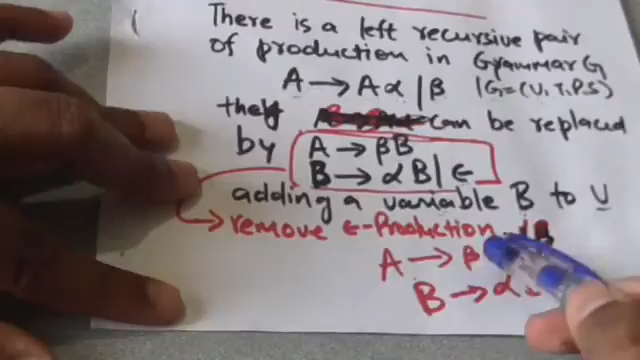 There is a left recursive pair
of production in Grammar G
A → Aα | β | G=(V,T,P,S)
they can be replaced
by A → βB
B → αB | ϵ
adding a variable B to V
→ remove ϵ-Production
A → β
B → α